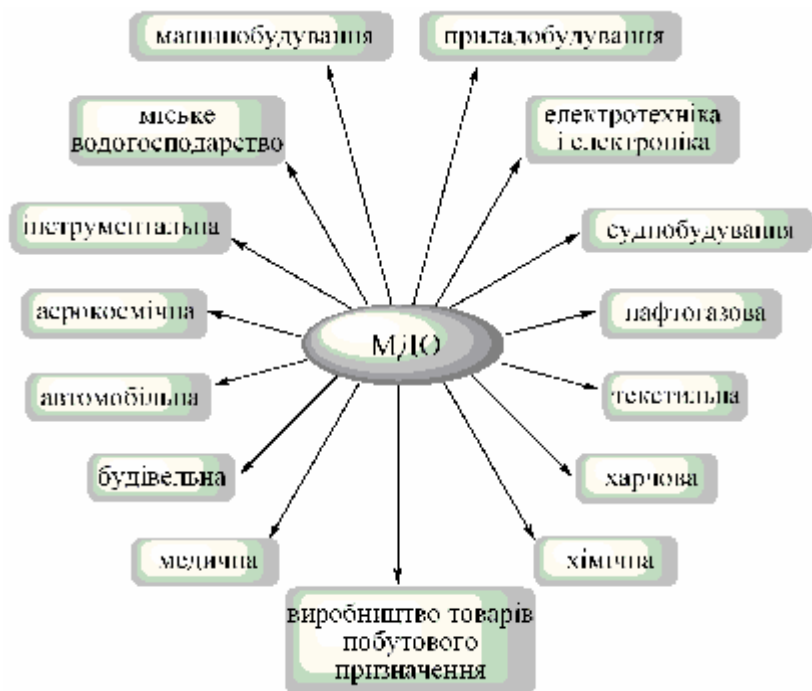 машинобудування
приладобудування
міське
водогосподарство
електротехніка
і електроніка
інструментальна
суднобудування
аерокосмічна
нафтогазова
МДО
автомобільна
текстильна
будівельна
харчова
медична
хімічна
виробництво товарів
побутового
призначення